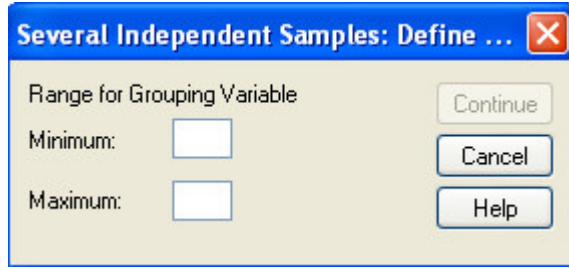 Several Independent Samples: Define ...
Range for Grouping Variable
Minimum:
Maximum:
Continue
Cancel
Help